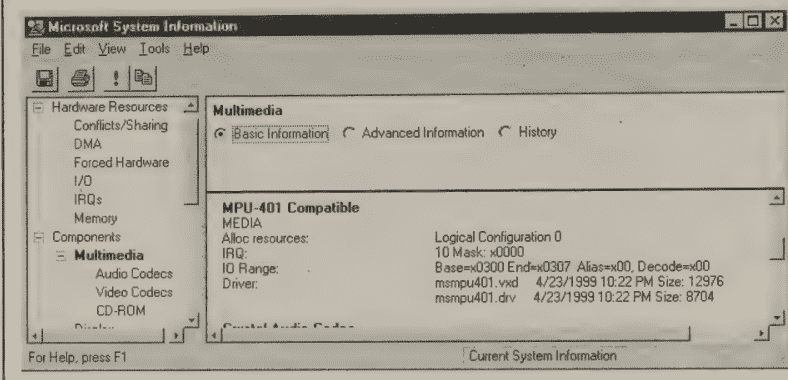 Microsoft System Information
File Edit View Tools Help
Hardware Resources
Conflicts/Sharing
DMA
Forced Hardware
I/O
IRQs
Memory
Components
Multimedia
Audio Codecs
Video Codecs
CD-ROM
Display
Multimedia
Basic Information Advanced Information History
MPU-401 Compatible
MEDIA
Alloc resources: Logical Configuration 0
IRQ: 10 Mask: x0000
IO Range: Base=x0300 End=x0307 Alias=x00, Decode=x00
Driver: msmpu401.vxd 4/23/1999 10:22 PM Size: 12976
msmpu401.drv 4/23/1999 10:22 PM Size: 8704
Crystal Audio Codec
For Help, press F1
Current System Information